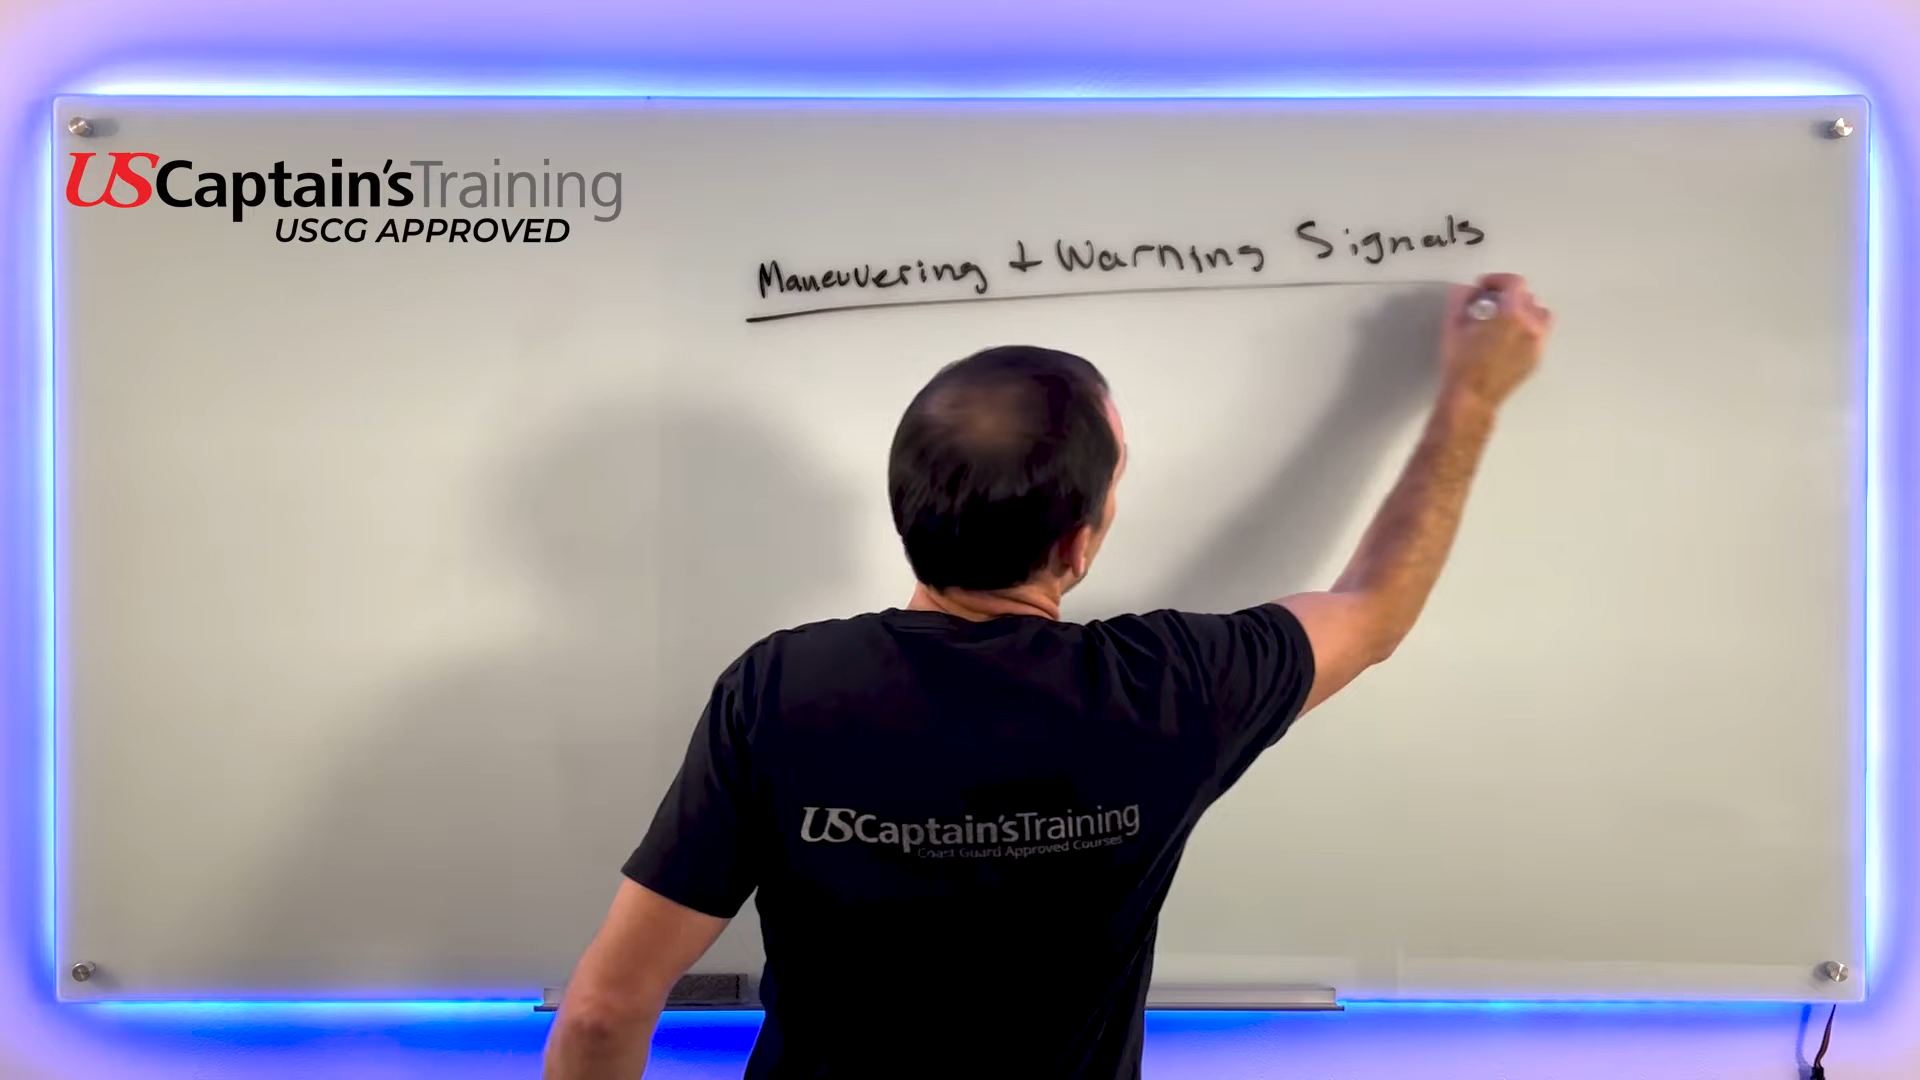 USCaptain'sTraining
USCG APPROVED
Maneuvering + Warning Signals
USCaptain'sTraining
Coast Guard Approved Courses